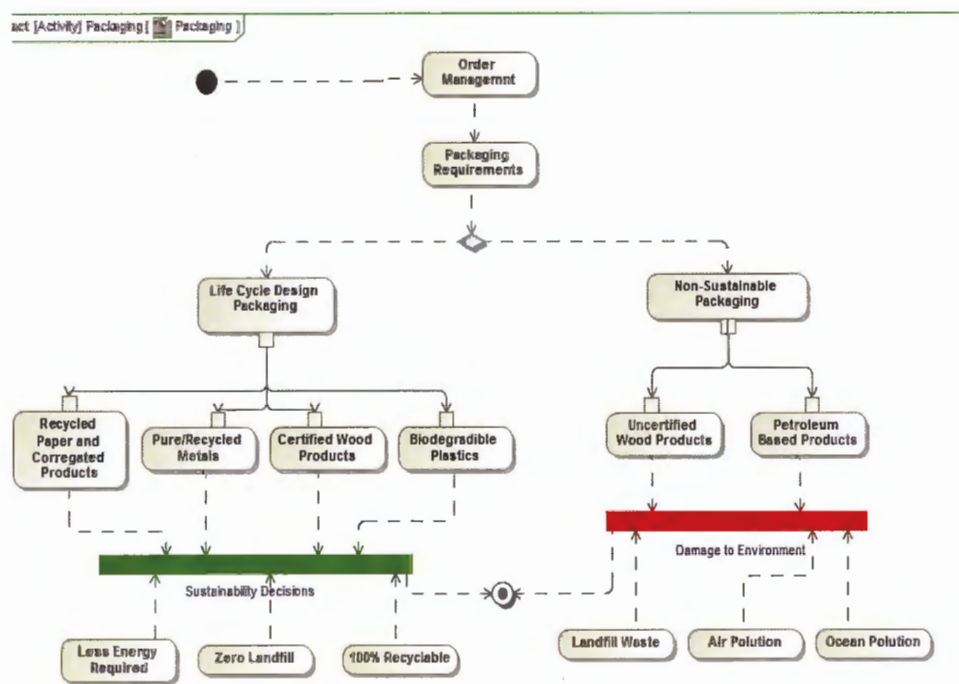 act [Activity] Packaging [ Packaging ]
Order
Managemnt
Packaging
Requirements
Life Cycle Design
Packaging
Non-Sustainable
Packaging
Recycled
Paper and
Corregated
Products
Pure/Recycled
Metals
Certified Wood
Products
Biodegradible
Plastics
Uncertified
Wood Products
Petroleum
Based Products
Damage to Environment
Sustainability Decisions
Less Energy
Required
Zero Landfill
100% Recyclable
Landfill Waste
Air Polution
Ocean Polution